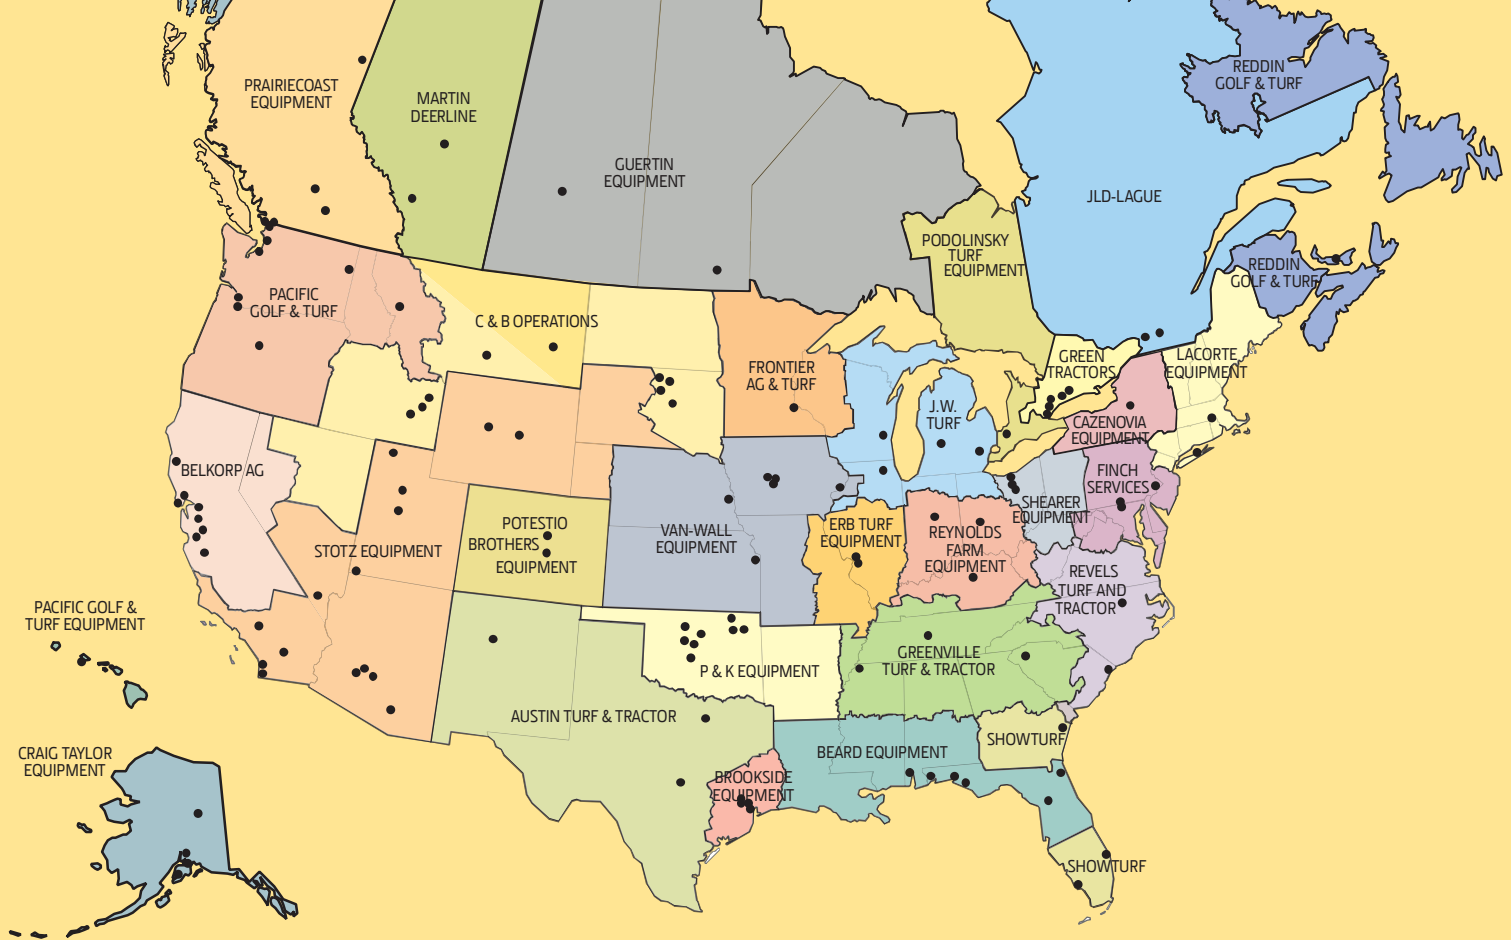 REDDIN
GOLF & TURF
PRAIRIECOAST
EQUIPMENT
MARTIN
DEERLINE
GUERTIN
EQUIPMENT
JLD-LAGUE
PODOLINSKY
TURF
EQUIPMENT
REDDIN
GOLF & TURF
PACIFIC
GOLF & TURF
C & B OPERATIONS
FRONTIER
AG & TURF
GREEN
TRACTORS
LACORTE
EQUIPMENT
J.W.
TURF
CAZENOVIA
EQUIPMENT
BELKORP AG
FINCH
SERVICES
SHEARER
EQUIPMENT
STOTZ EQUIPMENT
POTESTIO
BROTHERS
EQUIPMENT
VAN-WALL
EQUIPMENT
ERB TURF
EQUIPMENT
REYNOLDS
FARM
EQUIPMENT
REVELS
TURF AND
TRACTOR
PACIFIC GOLF &
TURF EQUIPMENT
P & K EQUIPMENT
GREENVILLE
TURF & TRACTOR
AUSTIN TURF & TRACTOR
BEARD EQUIPMENT
SHOWTURF
CRAIG TAYLOR
EQUIPMENT
BROOKSIDE
EQUIPMENT
SHOWTURF